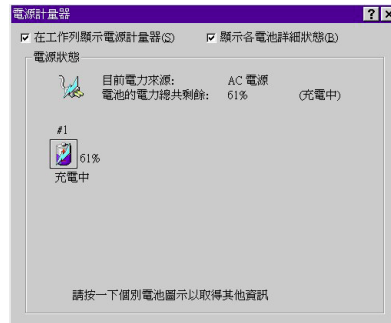 電源計量器
在工作列顯示電源計量器(S) 顯示各電池詳細狀態(B)
電源狀態
目前電力來源: AC 電源
電池的電力總共剩餘: 61% (充電中)
#1
61%
充電中
請按一下個別電池圖示以取得其他資訊